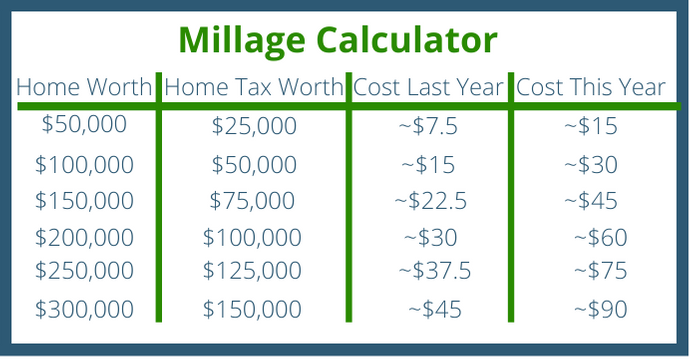 Millage Calculator
Home Worth Home Tax Worth Cost Last Year Cost This Year
$50,000 $25,000 ~$7.5 ~$15
$100,000 $50,000 ~$15 ~$30
$150,000 $75,000 ~$22.5 ~$45
$200,000 $100,000 ~$30 ~$60
$250,000 $125,000 ~$37.5 ~$75
$300,000 $150,000 ~$45 ~$90